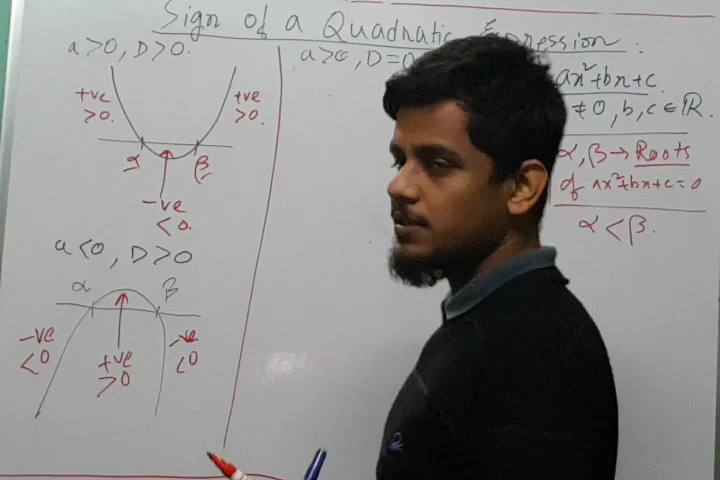 Sign of a Quadratic Expression.
a>0, D>0.
+ve
>0.
+ve
>0.
α
β
-ve
<0.
a<0, D>0
α
β
-ve
<0
+ve
>0
-ve
<0
a>0, D=0
ax²+bx+c.
≠0, b, c ∈ ℝ.
α, β → Roots
of ax²+bx+c=0
α<β.